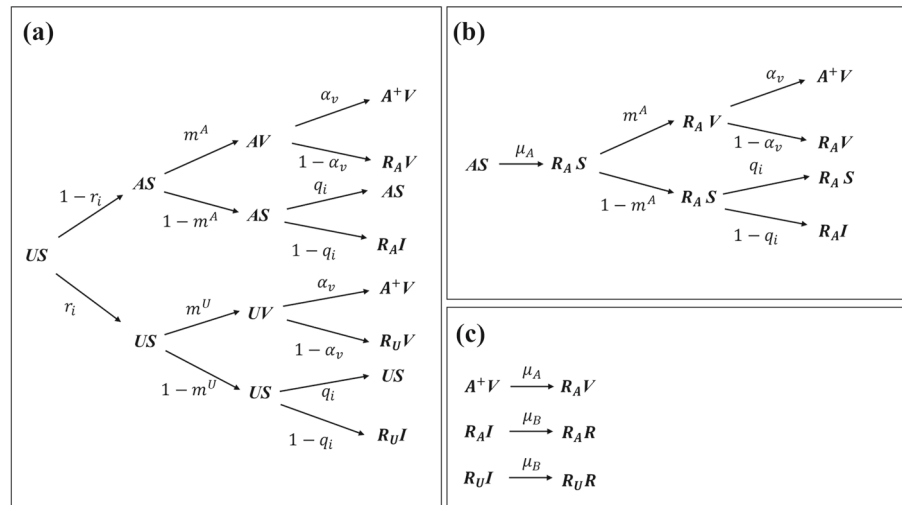 (a)
α_v A⁺V
m^A AV
1 − α_v R_A V
AS q_i AS
1 − r_i 1 − m^A AS
1 − q_i R_A I
US
α_v A⁺V
r_i m^U UV
1 − α_v R_U V
US US
1 − m^U US q_i
1 − q_i R_U I
(b)
α_v A⁺V
m^A R_A V
1 − α_v R_A V
AS μ_A R_A S q_i R_A S
1 − m^A R_A S
1 − q_i R_A I
(c)
A⁺V μ_A R_A V
R_A I μ_B R_A R
R_U I μ_B R_U R